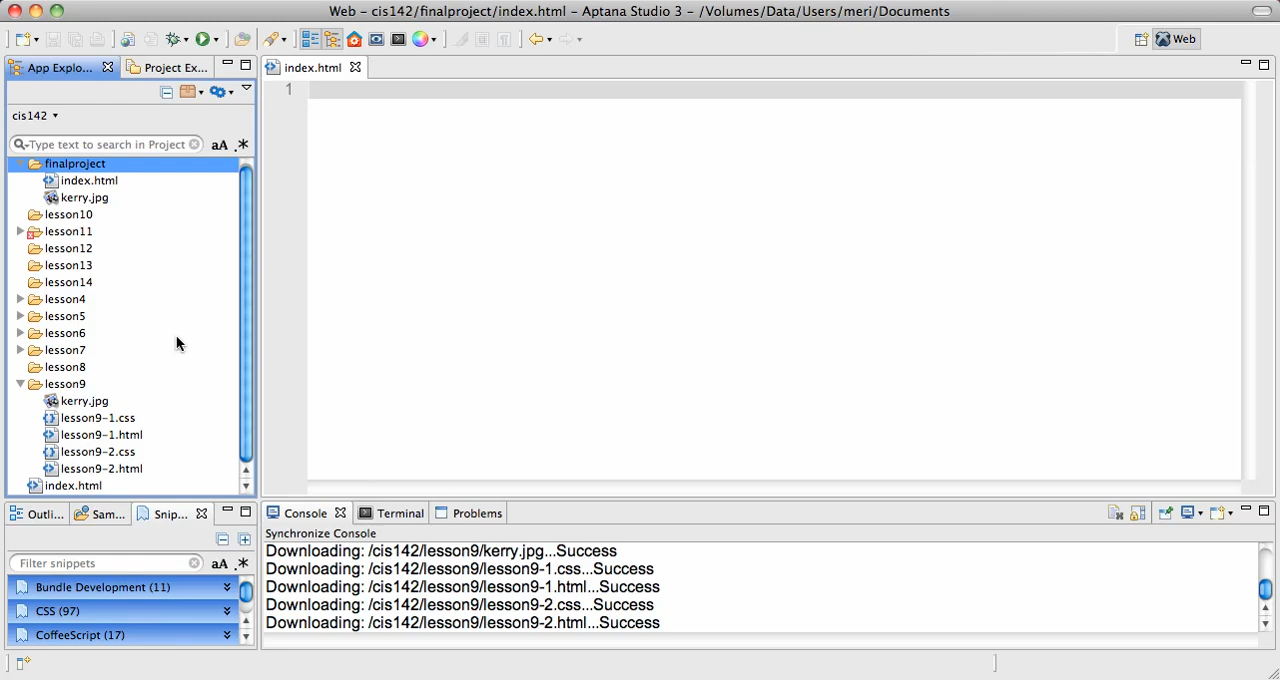 Web – cis142/finalproject/index.html – Aptana Studio 3 – /Volumes/Data/Users/meri/Documents
Web
App Explo...
Project Ex...
index.html
cis142
Type text to search in Project
aA .*
1
finalproject
index.html
kerry.jpg
lesson10
lesson11
lesson12
lesson13
lesson14
lesson4
lesson5
lesson6
lesson7
lesson8
lesson9
kerry.jpg
lesson9-1.css
lesson9-1.html
lesson9-2.css
lesson9-2.html
index.html
Outli...
Sam...
Snip...
Filter snippets
aA .*
Bundle Development (11)
CSS (97)
CoffeeScript (17)
Console
Terminal
Problems
Synchronize Console
Downloading: /cis142/lesson9/kerry.jpg...Success
Downloading: /cis142/lesson9/lesson9-1.css...Success
Downloading: /cis142/lesson9/lesson9-1.html...Success
Downloading: /cis142/lesson9/lesson9-2.css...Success
Downloading: /cis142/lesson9/lesson9-2.html...Success